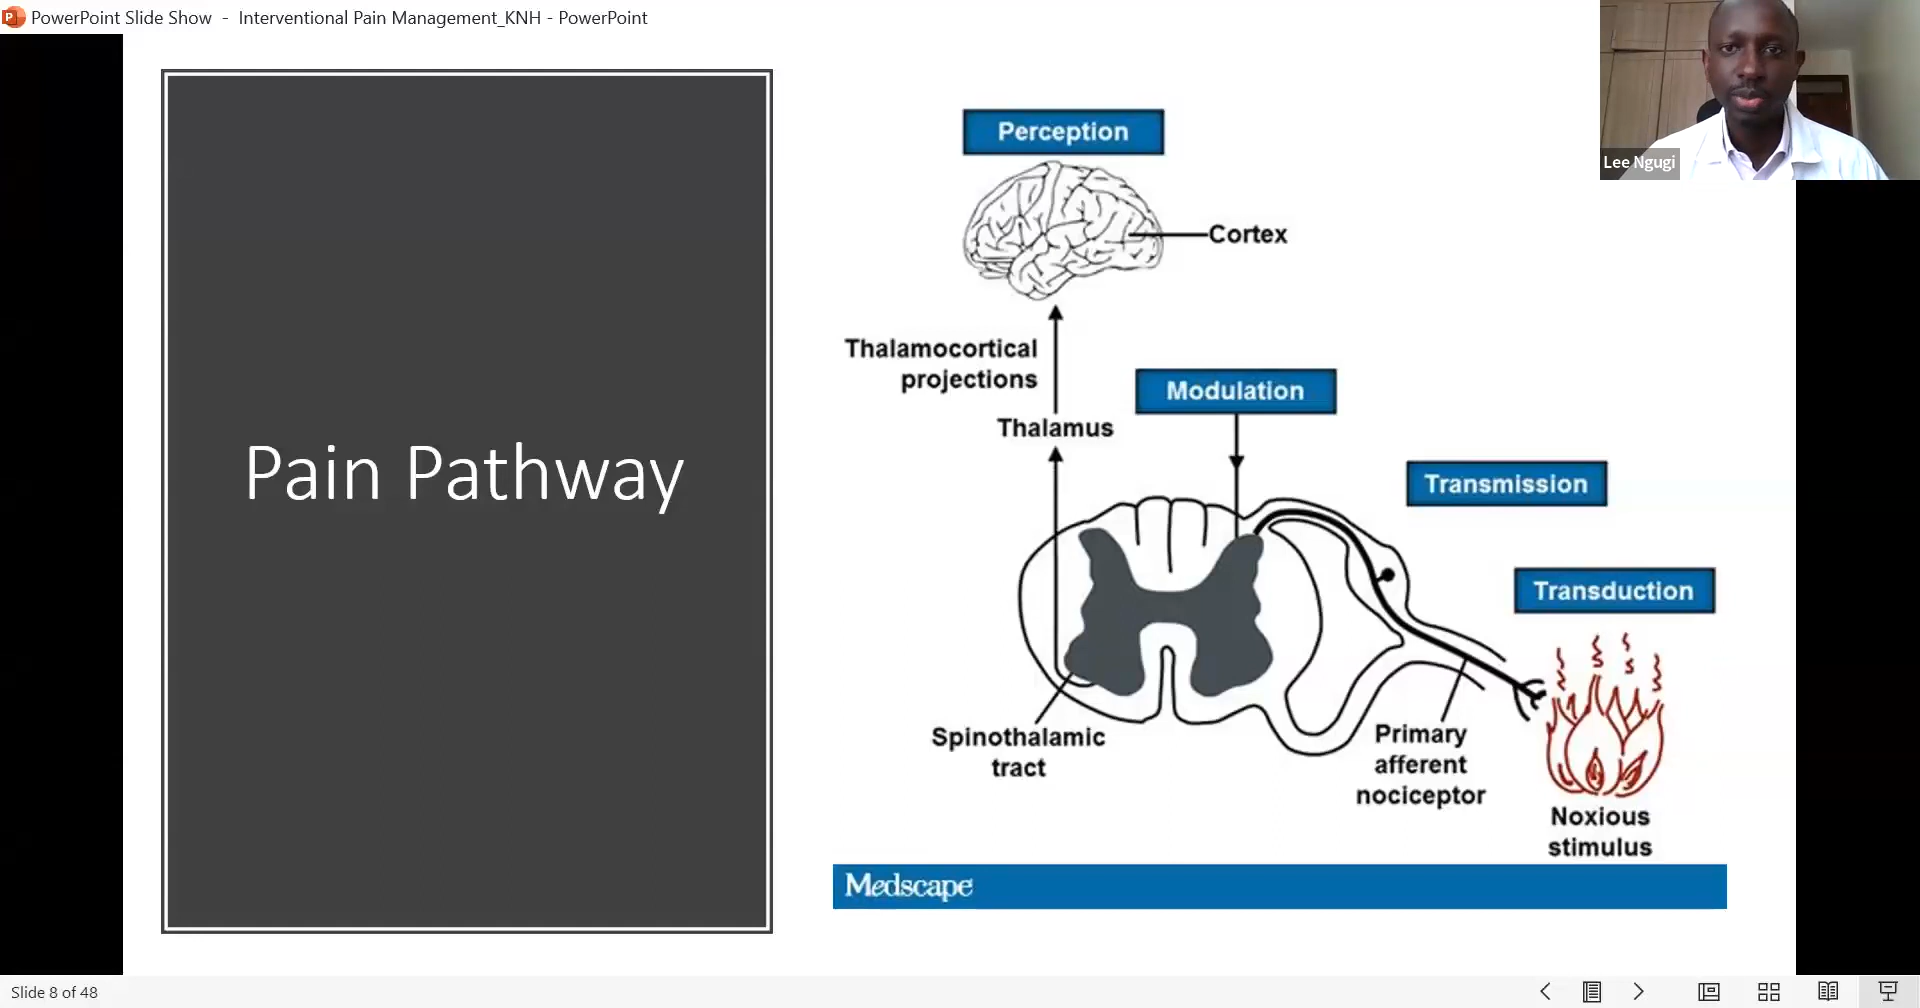 PowerPoint Slide Show - Interventional Pain Management_KNH - PowerPoint
Lee Ngugi
Pain Pathway
Perception
Cortex
Thalamocortical
projections
Thalamus
Modulation
Transmission
Transduction
Spinothalamic
tract
Primary
afferent
nociceptor
Noxious
stimulus
Medscape
Slide 8 of 48